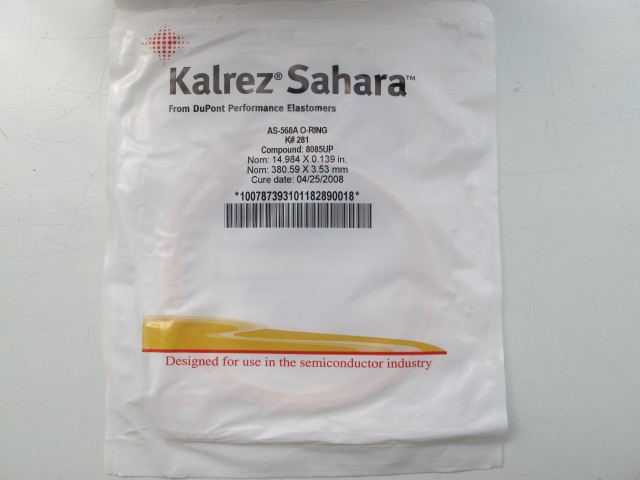 Kalrez® Sahara™
From DuPont Performance Elastomers
AS-568A O-RING
K# 281
Compound: 8085UP
Nom: 14.984 X 0.139 in.
Nom: 380.59 X 3.53 mm
Cure date: 04/25/2008
*100787393101182890018*
Designed for use in the semiconductor industry